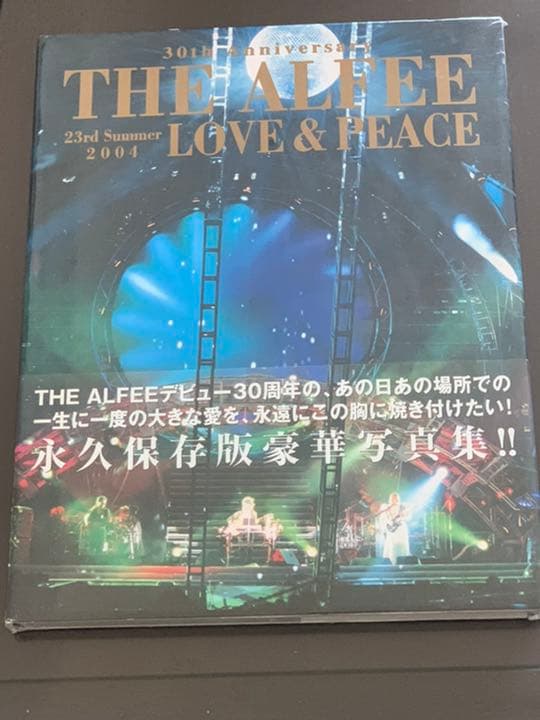 30th Anniversary
THE ALFEE
23rd Summer
2004
LOVE & PEACE
THE ALFEEデビュー30周年の、あの日あの場所での
一生に一度の大きな愛を、永遠にこの胸に焼き付けたい!
永久保存版豪華写真集!!